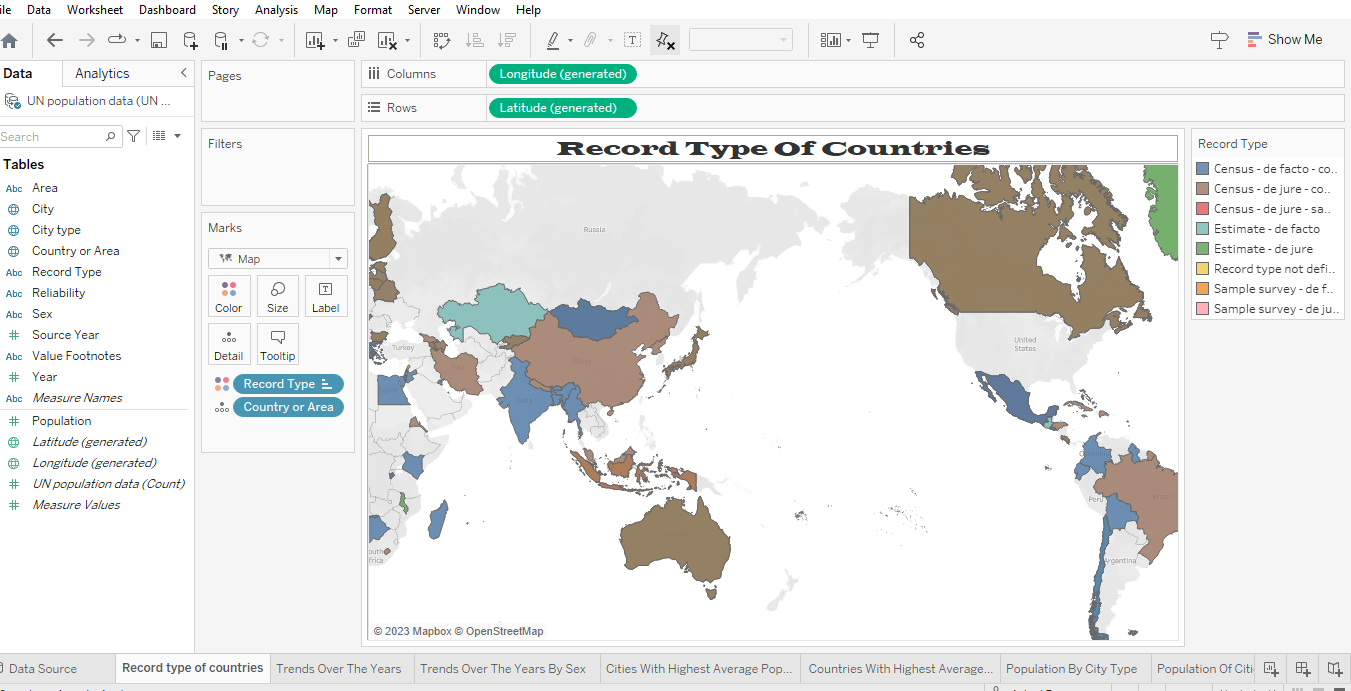 Data Worksheet Dashboard Story Analysis Map Format Server Window Help
Show Me
Data Analytics
UN population data (UN ...
Search
Tables
Abc Area
City
City type
Country or Area
Abc Record Type
Abc Reliability
Abc Sex
Source Year
Abc Value Footnotes
Year
Abc Measure Names
Population
Latitude (generated)
Longitude (generated)
UN population data (Count)
Measure Values
Pages
Filters
Marks
Map
Color Size Label
Detail Tooltip
Record Type
Country or Area
Columns Longitude (generated)
Rows Latitude (generated)
Record Type Of Countries
Russia
Turkey
China
United
States
Peru
Brazil
Argentina
© 2023 Mapbox © OpenStreetMap
Record Type
Census - de facto - co..
Census - de jure - co...
Census - de jure - sa...
Estimate - de facto
Estimate - de jure
Record type not defi..
Sample survey - de f..
Sample survey - de ju..
Data Source Record type of countries Trends Over The Years Trends Over The Years By Sex Cities With Highest Average Pop... Countries With Highest Average... Population By City Type Population Of Citi